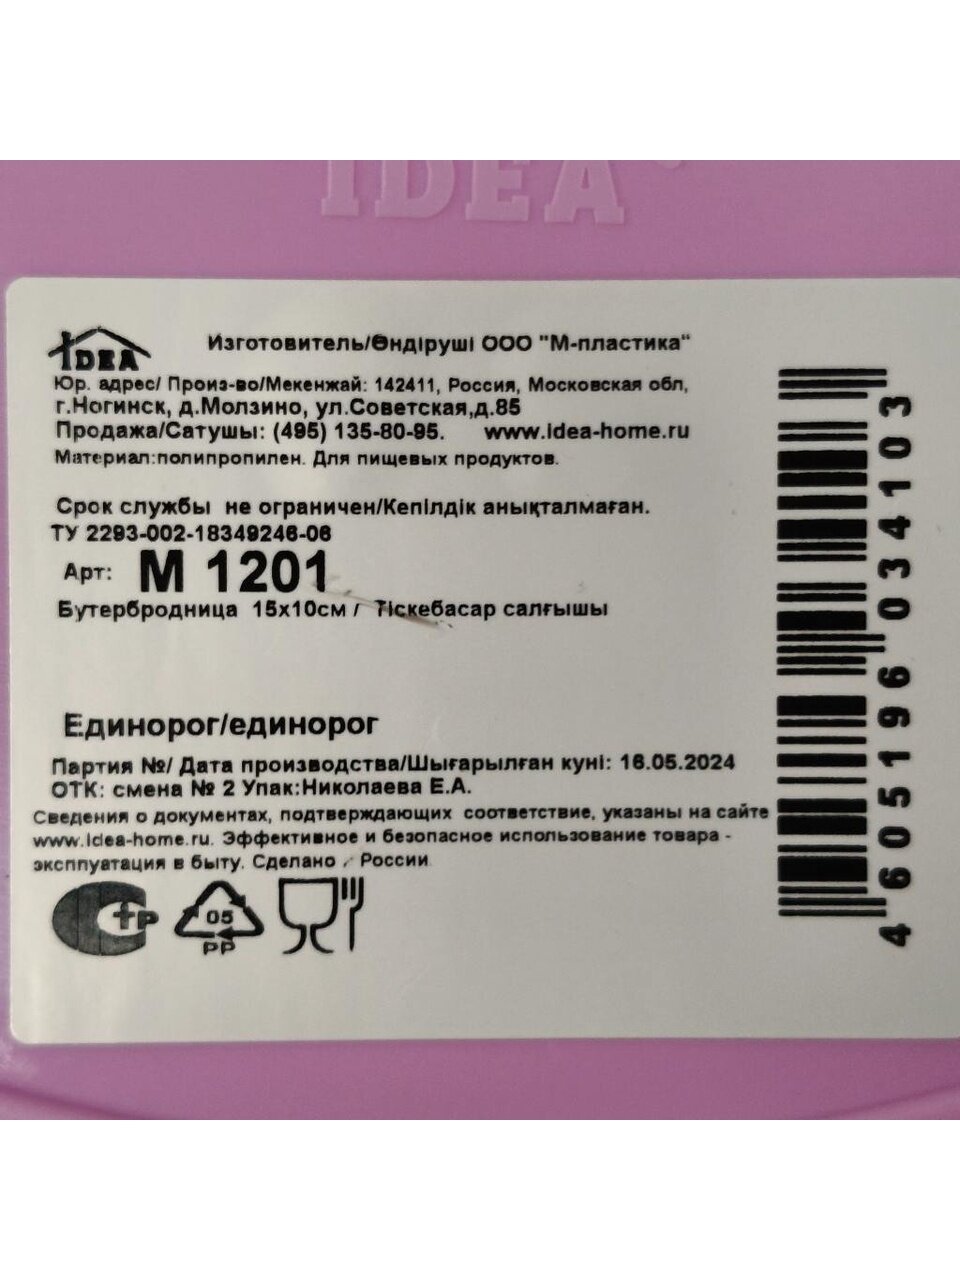 IDEA
IDEA
Изготовитель/Өндіруші ООО "М-пластика"
Юр. адрес/ Произ-во/Мекенжай: 142411, Россия, Московская обл,
г.Ногинск, д.Молзино, ул.Советская,д.85
Продажа/Сатушы: (495) 135-80-95. www.idea-home.ru
Материал:полипропилен. Для пищевых продуктов.
Срок службы не ограничен/Кепілдік анықталмаған.
ТУ 2293-002-18349246-06
Арт: М 1201
Бутербродница 15х10см / Тіскебасар салғышы
Единорог/единорог
Партия №/ Дата производства/Шығарылған күні: 16.05.2024
ОТК: смена № 2 Упак:Николаева Е.А.
Сведения о документах, подтверждающих соответствие, указаны на сайте
www.idea-home.ru. Эффективное и безопасное использование товара -
эксплуатация в быту. Сделано России
СТР
05
PP
4605196034103